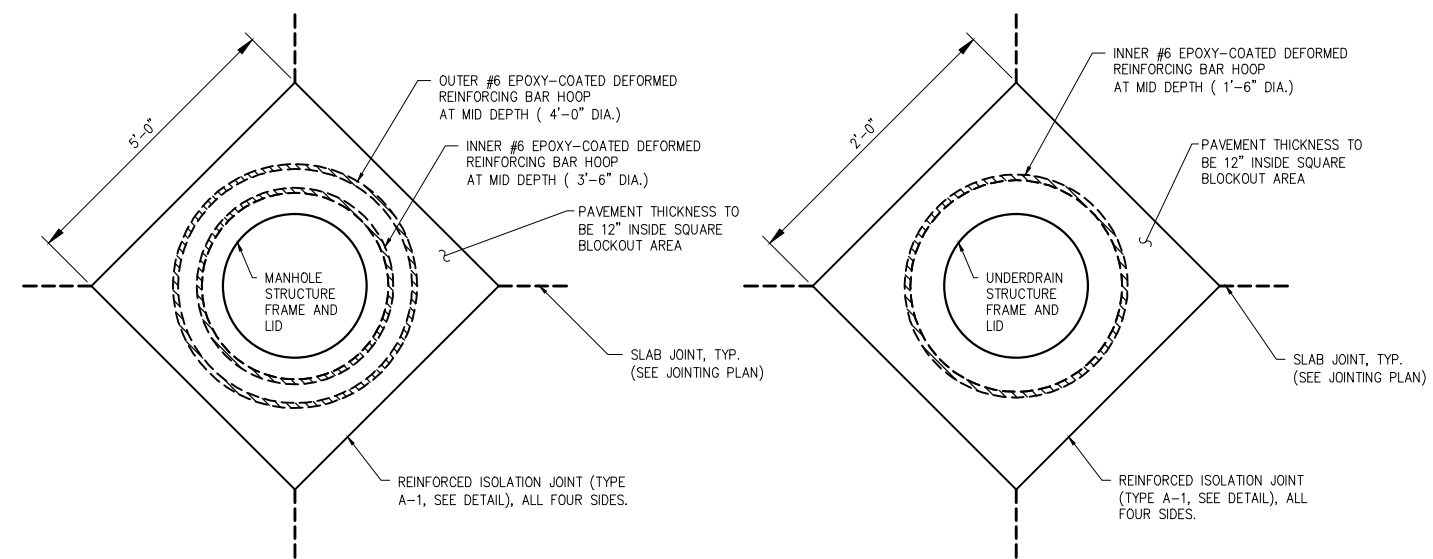 5'-0"
OUTER #6 EPOXY-COATED DEFORMED
REINFORCING BAR HOOP
AT MID DEPTH ( 4'-0" DIA.)
INNER #6 EPOXY-COATED DEFORMED
REINFORCING BAR HOOP
AT MID DEPTH ( 3'-6" DIA.)
PAVEMENT THICKNESS TO
BE 12" INSIDE SQUARE
BLOCKOUT AREA
MANHOLE
STRUCTURE
FRAME AND
LID
SLAB JOINT, TYP.
(SEE JOINTING PLAN)
REINFORCED ISOLATION JOINT (TYPE
A-1, SEE DETAIL), ALL FOUR SIDES.
2'-0"
INNER #6 EPOXY-COATED DEFORMED
REINFORCING BAR HOOP
AT MID DEPTH ( 1'-6" DIA.)
PAVEMENT THICKNESS TO
BE 12" INSIDE SQUARE
BLOCKOUT AREA
UNDERDRAIN
STRUCTURE
FRAME AND
LID
SLAB JOINT, TYP.
(SEE JOINTING PLAN)
REINFORCED ISOLATION JOINT
(TYPE A-1, SEE DETAIL), ALL
FOUR SIDES.